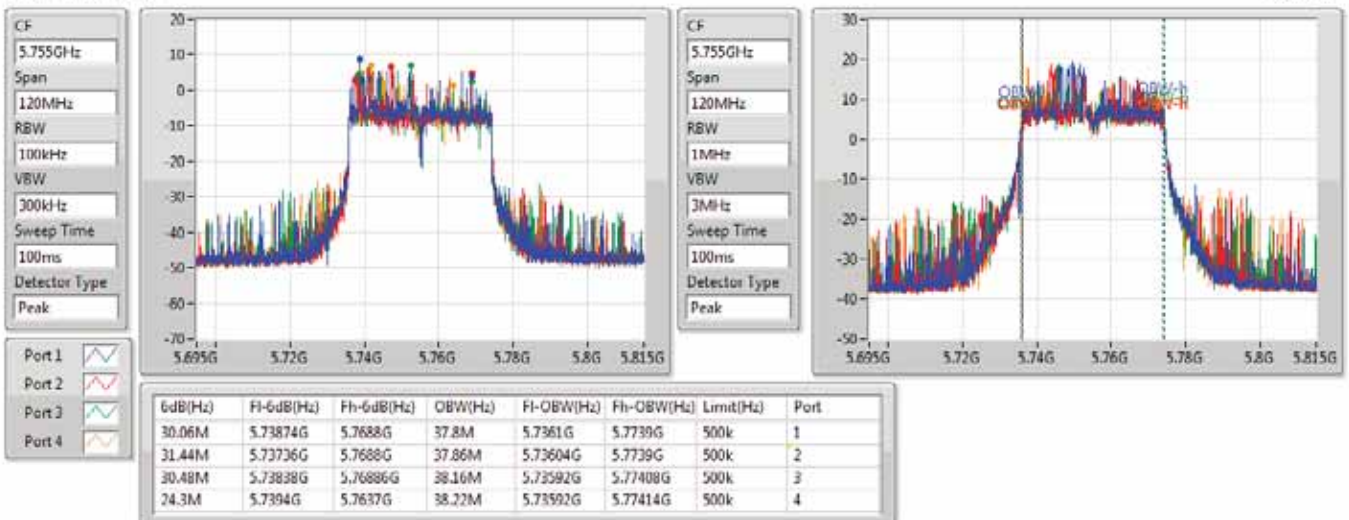 CF
5.755GHz
Span
120MHz
RBW
100kHz
VBW
300kHz
Sweep Time
100ms
Detector Type
Peak
20
10
0
-10
-20
-30
-40
-50
-60
-70
5.695G 5.72G 5.74G 5.76G 5.78G 5.8G 5.815G
CF
5.755GHz
Span
120MHz
RBW
1MHz
VBW
3MHz
Sweep Time
100ms
Detector Type
Peak
30
20
10
0
-10
-20
-30
-40
-50
5.695G 5.72G 5.74G 5.76G 5.78G 5.8G 5.815G
Port 1
Port 2
Port 3
Port 4
6dB(Hz) Fl-6dB(Hz) Fh-6dB(Hz) OBW(Hz) Fl-OBW(Hz) Fh-OBW(Hz) Limit(Hz) Port
30.06M 5.73874G 5.7688G 37.8M 5.7361G 5.7739G 500k 1
31.44M 5.73736G 5.7688G 37.86M 5.73604G 5.7739G 500k 2
30.48M 5.73838G 5.76886G 38.16M 5.73592G 5.77408G 500k 3
24.3M 5.7394G 5.7637G 38.22M 5.73592G 5.77414G 500k 4